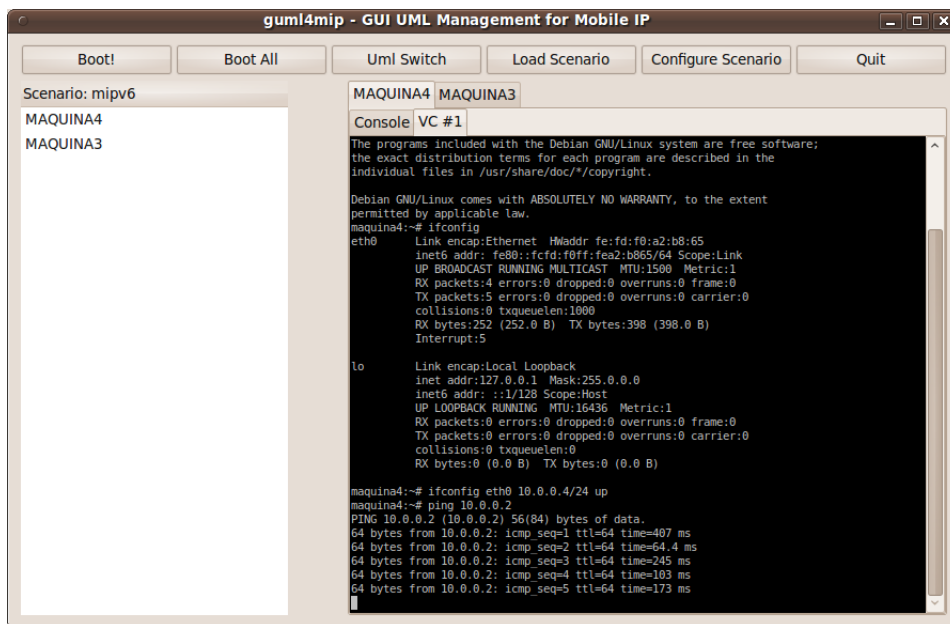 guml4mip - GUI UML Management for Mobile IP
Boot! Boot All Uml Switch Load Scenario Configure Scenario Quit
Scenario: mipv6
MAQUINA4
MAQUINA3
MAQUINA4 MAQUINA3
Console VC #1
The programs included with the Debian GNU/Linux system are free software;
the exact distribution terms for each program are described in the
individual files in /usr/share/doc/*/copyright.
Debian GNU/Linux comes with ABSOLUTELY NO WARRANTY, to the extent
permitted by applicable law.
maquina4:~# ifconfig
eth0 Link encap:Ethernet HWaddr fe:fd:f0:a2:b8:65
inet6 addr: fe80::fcfd:f0ff:fea2:b865/64 Scope:Link
UP BROADCAST RUNNING MULTICAST MTU:1500 Metric:1
RX packets:4 errors:0 dropped:0 overruns:0 frame:0
TX packets:5 errors:0 dropped:0 overruns:0 carrier:0
collisions:0 txqueuelen:1000
RX bytes:252 (252.0 B) TX bytes:398 (398.0 B)
Interrupt:5
lo Link encap:Local Loopback
inet addr:127.0.0.1 Mask:255.0.0.0
inet6 addr: ::1/128 Scope:Host
UP LOOPBACK RUNNING MTU:16436 Metric:1
RX packets:0 errors:0 dropped:0 overruns:0 frame:0
TX packets:0 errors:0 dropped:0 overruns:0 carrier:0
collisions:0 txqueuelen:0
RX bytes:0 (0.0 B) TX bytes:0 (0.0 B)
maquina4:~# ifconfig eth0 10.0.0.4/24 up
maquina4:~# ping 10.0.0.2
PING 10.0.0.2 (10.0.0.2) 56(84) bytes of data.
64 bytes from 10.0.0.2: icmp_seq=1 ttl=64 time=407 ms
64 bytes from 10.0.0.2: icmp_seq=2 ttl=64 time=64.4 ms
64 bytes from 10.0.0.2: icmp_seq=3 ttl=64 time=245 ms
64 bytes from 10.0.0.2: icmp_seq=4 ttl=64 time=103 ms
64 bytes from 10.0.0.2: icmp_seq=5 ttl=64 time=173 ms